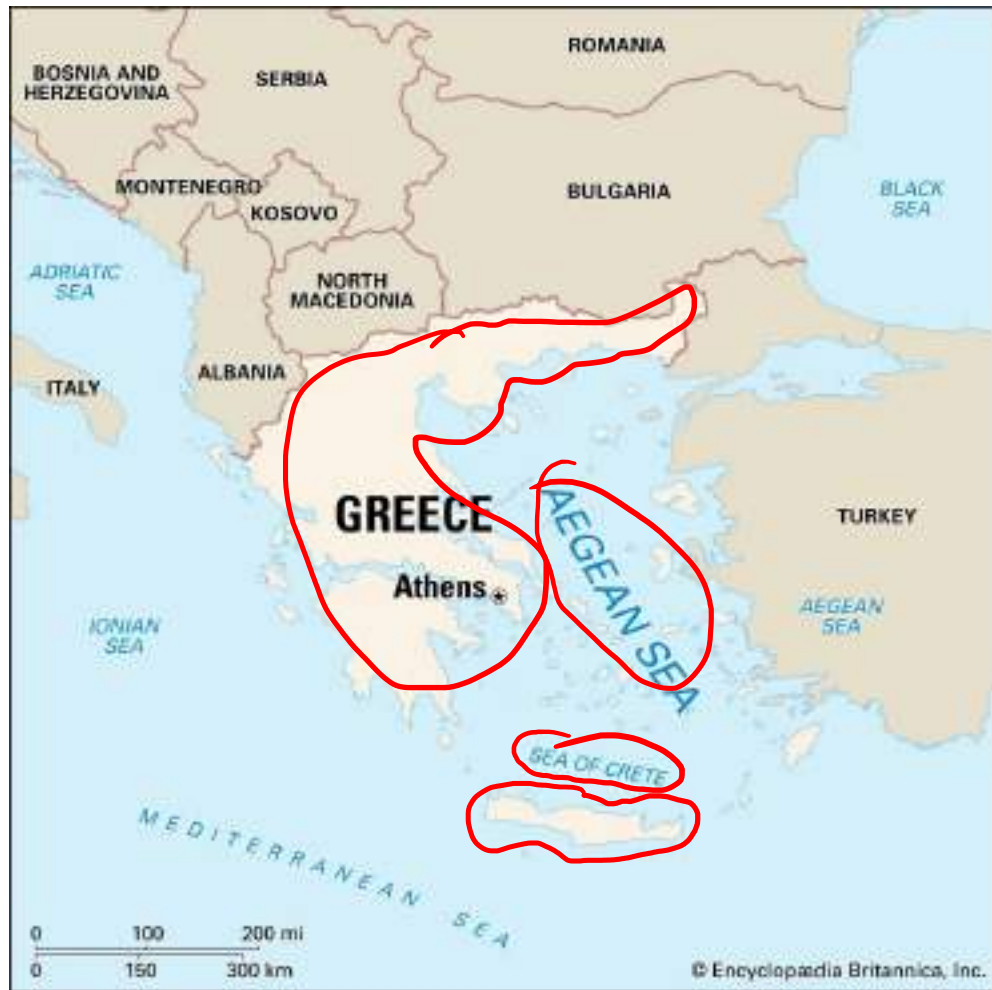 ROMANIA
BOSNIA AND
HERZEGOVINA
SERBIA
MONTENEGRO
BULGARIA
BLACK
SEA
KOSOVO
ADRIATIC
SEA
NORTH
MACEDONIA
ITALY
ALBANIA
GREECE
AEGEAN SEA
TURKEY
Athens
IONIAN
SEA
AEGEAN
SEA
SEA OF CRETE
MEDITERRANEAN SEA
0 100 200 mi
0 150 300 km
© Encyclopædia Britannica, Inc.